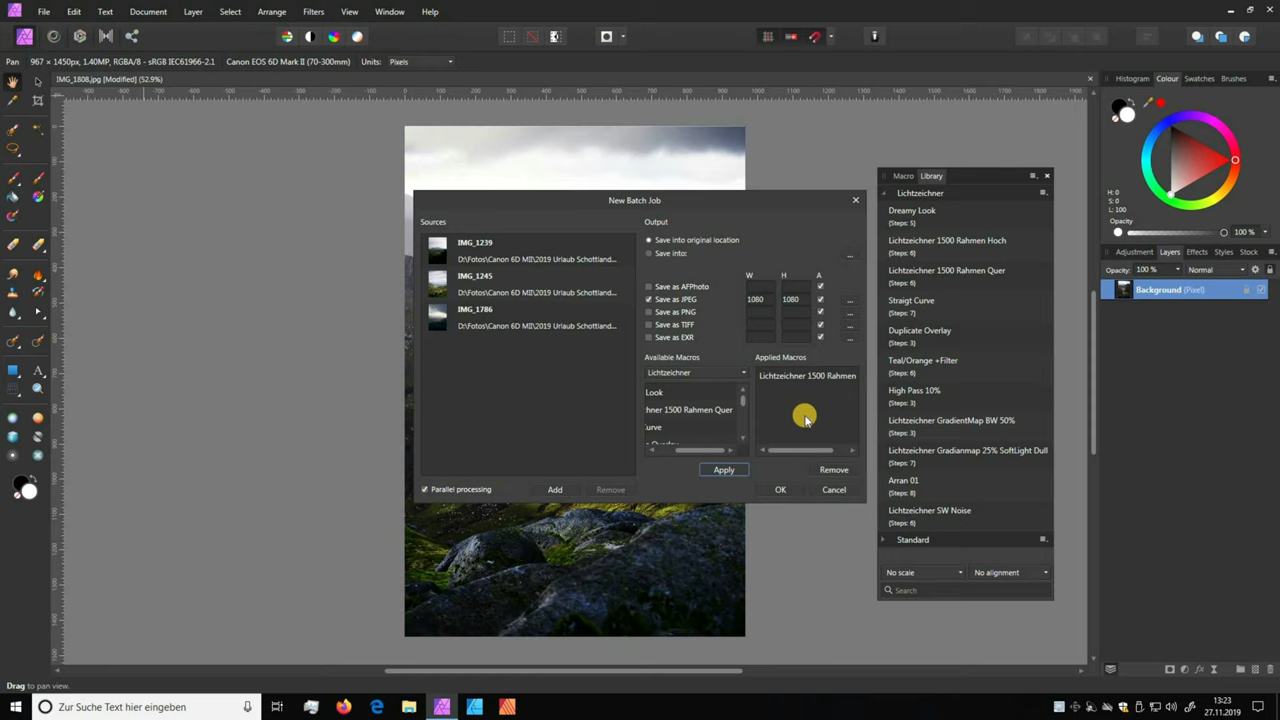 File Edit Text Document Layer Select Arrange Filters View Window Help
Pan 967 × 1450px, 1.40MP, RGBA/8 - sRGB IEC61966-2.1 Canon EOS 6D Mark II (70-300mm) Units: Pixels
IMG_1808.jpg [Modified] (52.9%)
Histogram Colour Swatches Brushes
H: 0
S: 0
L: 100
Opacity
100 %
Adjustment Layers Effects Styles Stock
Opacity: 100 % Normal
Background (Pixel)
Macro Library
Lichtzeichner
Dreamy Look
(Steps: 5)
Lichtzeichner 1500 Rahmen Hoch
(Steps: 6)
Lichtzeichner 1500 Rahmen Quer
(Steps: 6)
Straigt Curve
(Steps: 7)
Duplicate Overlay
(Steps: 3)
Teal/Orange +Filter
(Steps: 6)
High Pass 10%
(Steps: 3)
Lichtzeichner GradientMap BW 50%
(Steps: 3)
Lichtzeichner Gradianmap 25% SoftLight Dull
(Steps: 7)
Arran 01
(Steps: 8)
Lichtzeichner SW Noise
(Steps: 6)
Standard
No scale No alignment
Search
New Batch Job
Sources
IMG_1239
D:\Fotos\Canon 6D MII\2019 Urlaub Schottland...
IMG_1245
D:\Fotos\Canon 6D MII\2019 Urlaub Schottland...
IMG_1786
D:\Fotos\Canon 6D MII\2019 Urlaub Schottland...
Parallel processing Add Remove
Output
Save into original location
Save into: ...
W H A
Save as AFPhoto
Save as JPEG 1080 1080 ...
Save as PNG ...
Save as TIFF ...
Save as EXR ...
Available Macros
Lichtzeichner
Look
hner 1500 Rahmen Quer
urve
Apply
Applied Macros
Lichtzeichner 1500 Rahmen
Remove
OK Cancel
Drag to pan view.
Zur Suche Text hier eingeben
13:23
27.11.2019